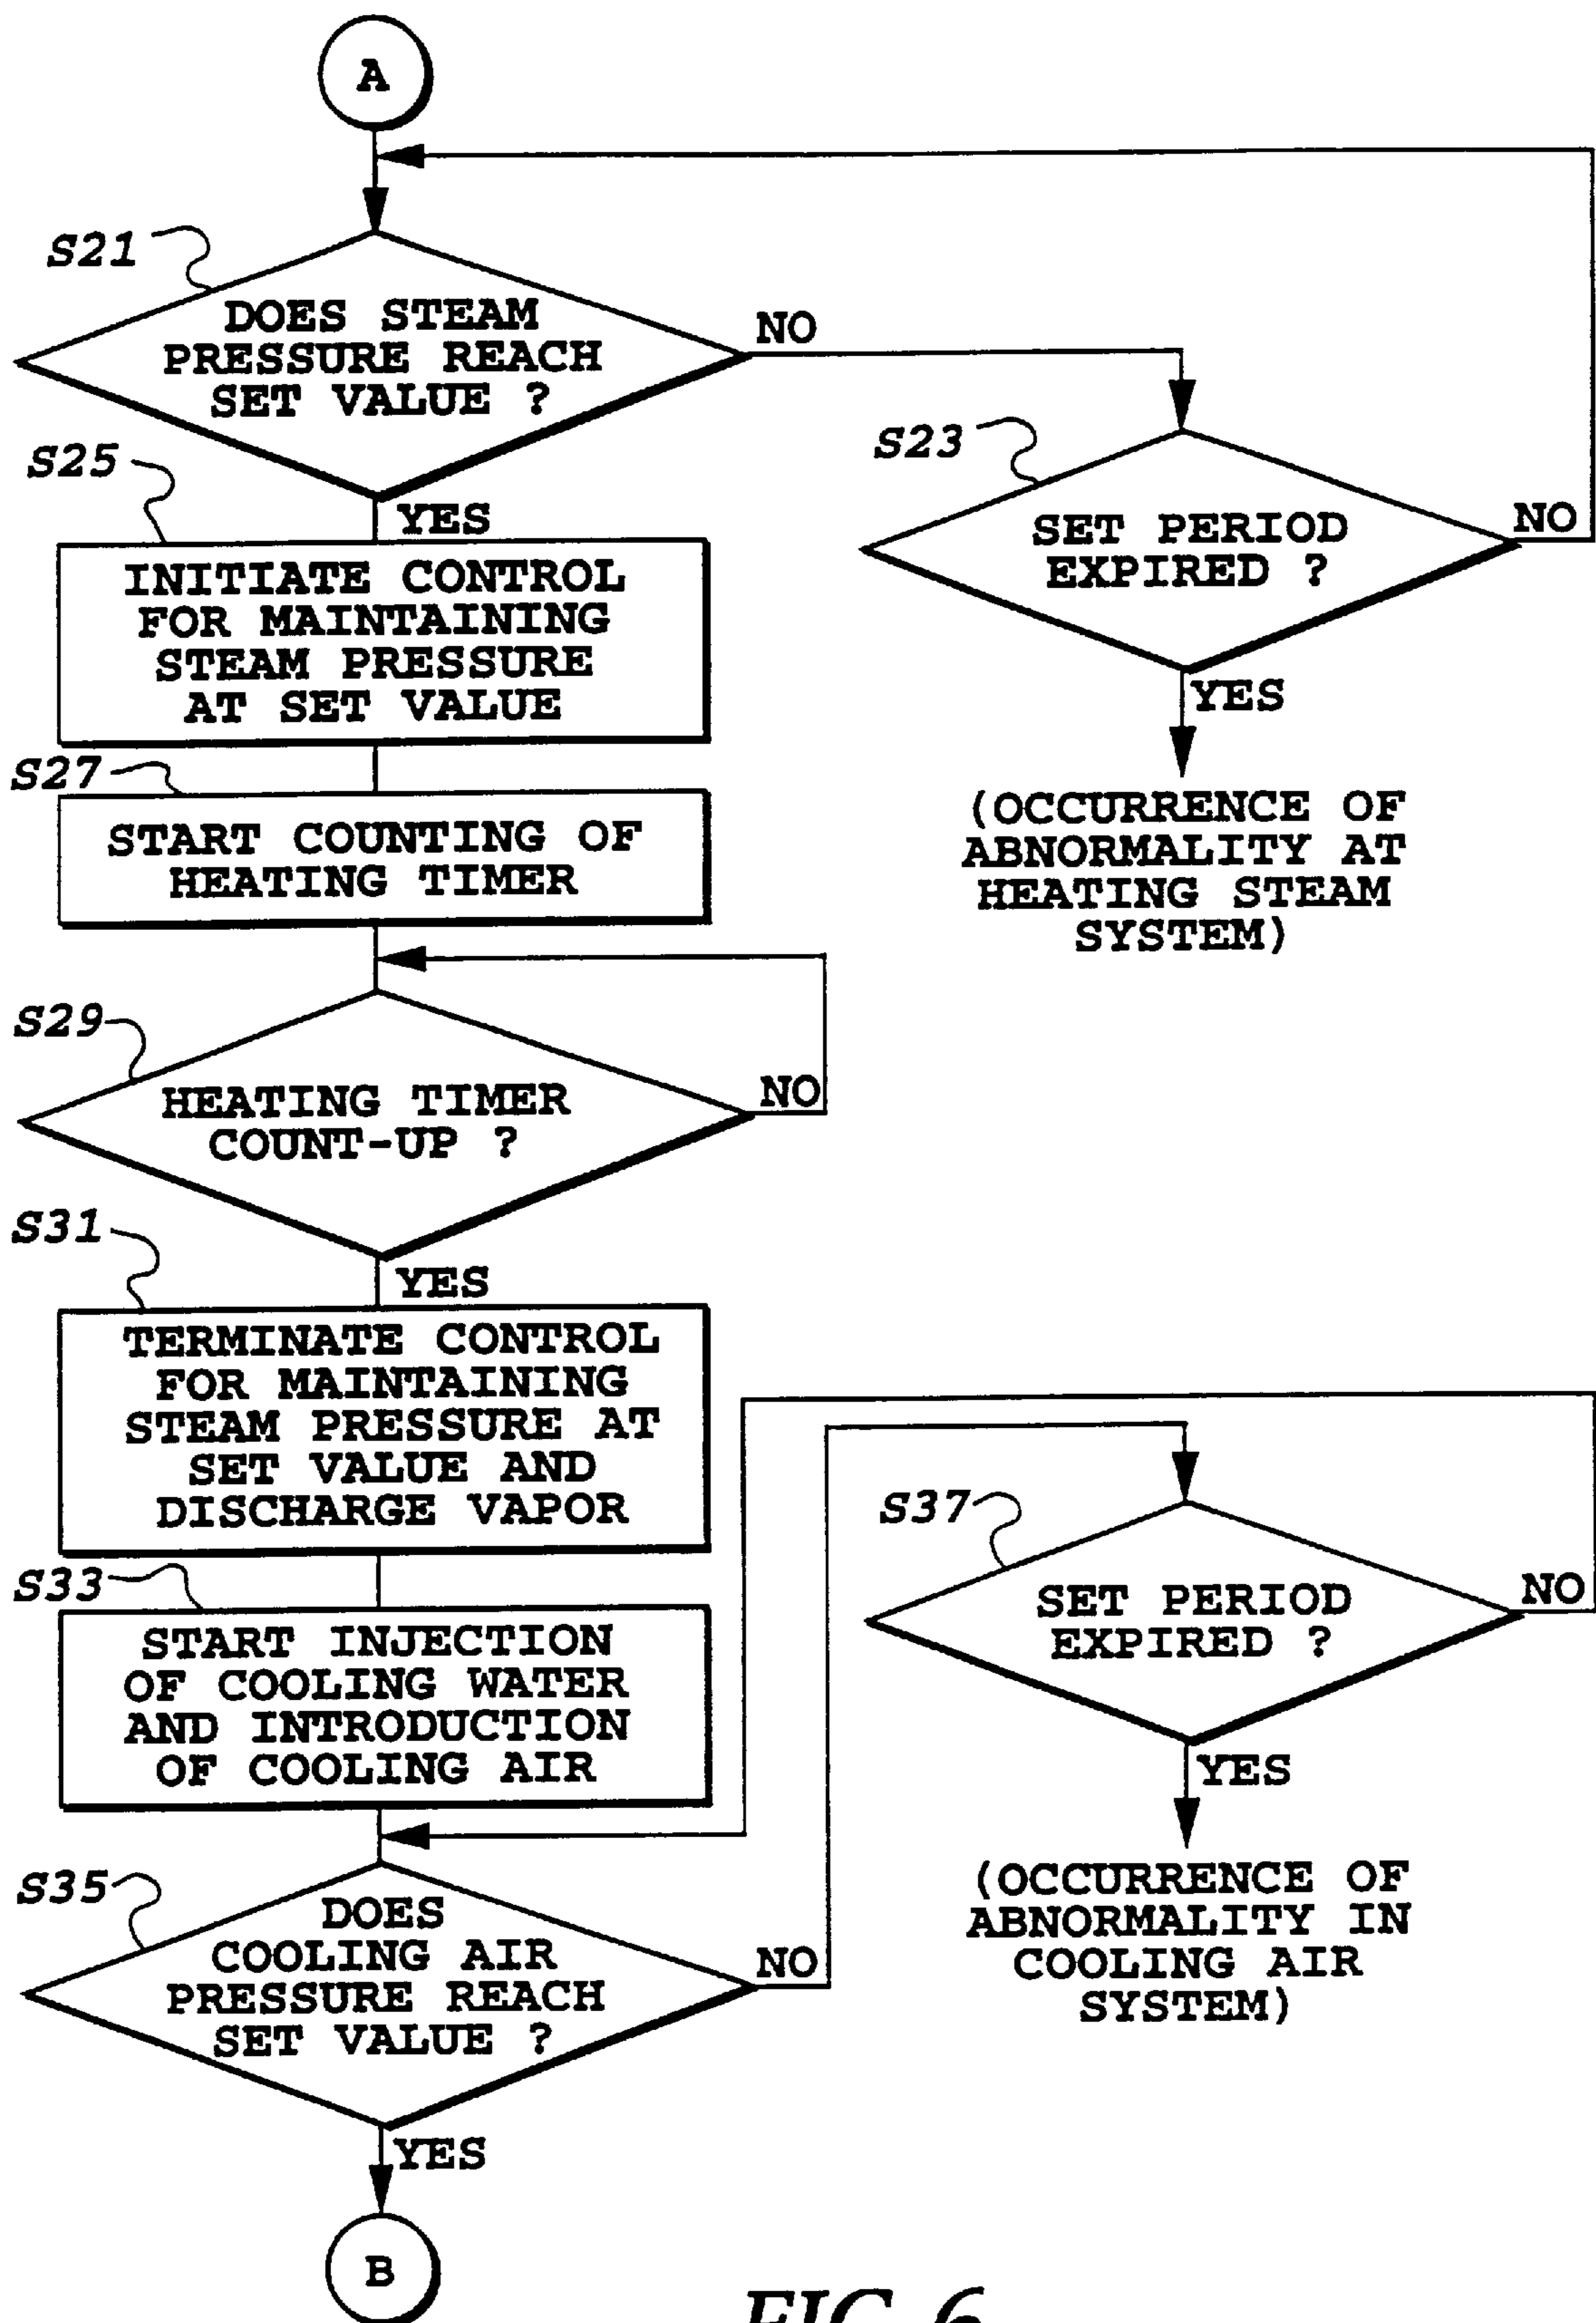 A
S21
DOES STEAM
PRESSURE REACH
SET VALUE ?
NO
YES
S23
SET PERIOD
EXPIRED ?
NO
YES
(OCCURRENCE OF
ABNORMALITY AT
HEATING STEAM
SYSTEM)
S25
INITIATE CONTROL
FOR MAINTAINING
STEAM PRESSURE
AT SET VALUE
S27
START COUNTING OF
HEATING TIMER
S29
HEATING TIMER
COUNT-UP ?
NO
YES
S31
TERMINATE CONTROL
FOR MAINTAINING
STEAM PRESSURE AT
SET VALUE AND
DISCHARGE VAPOR
S33
START INJECTION
OF COOLING WATER
AND INTRODUCTION
OF COOLING AIR
S35
DOES
COOLING AIR
PRESSURE REACH
SET VALUE ?
NO
YES
S37
SET PERIOD
EXPIRED ?
NO
YES
(OCCURRENCE OF
ABNORMALITY IN
COOLING AIR
SYSTEM)
B
FIG. 6